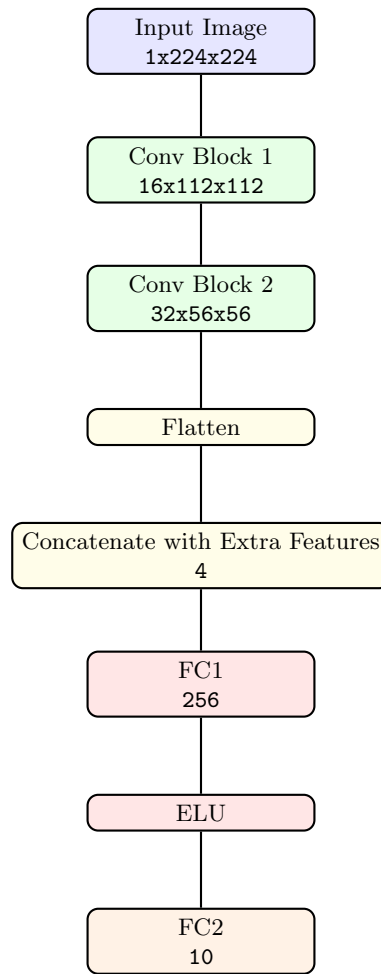 Input Image
1x224x224
Conv Block 1
16x112x112
Conv Block 2
32x56x56
Flatten
Concatenate with Extra Features
4
FC1
256
ELU
FC2
10